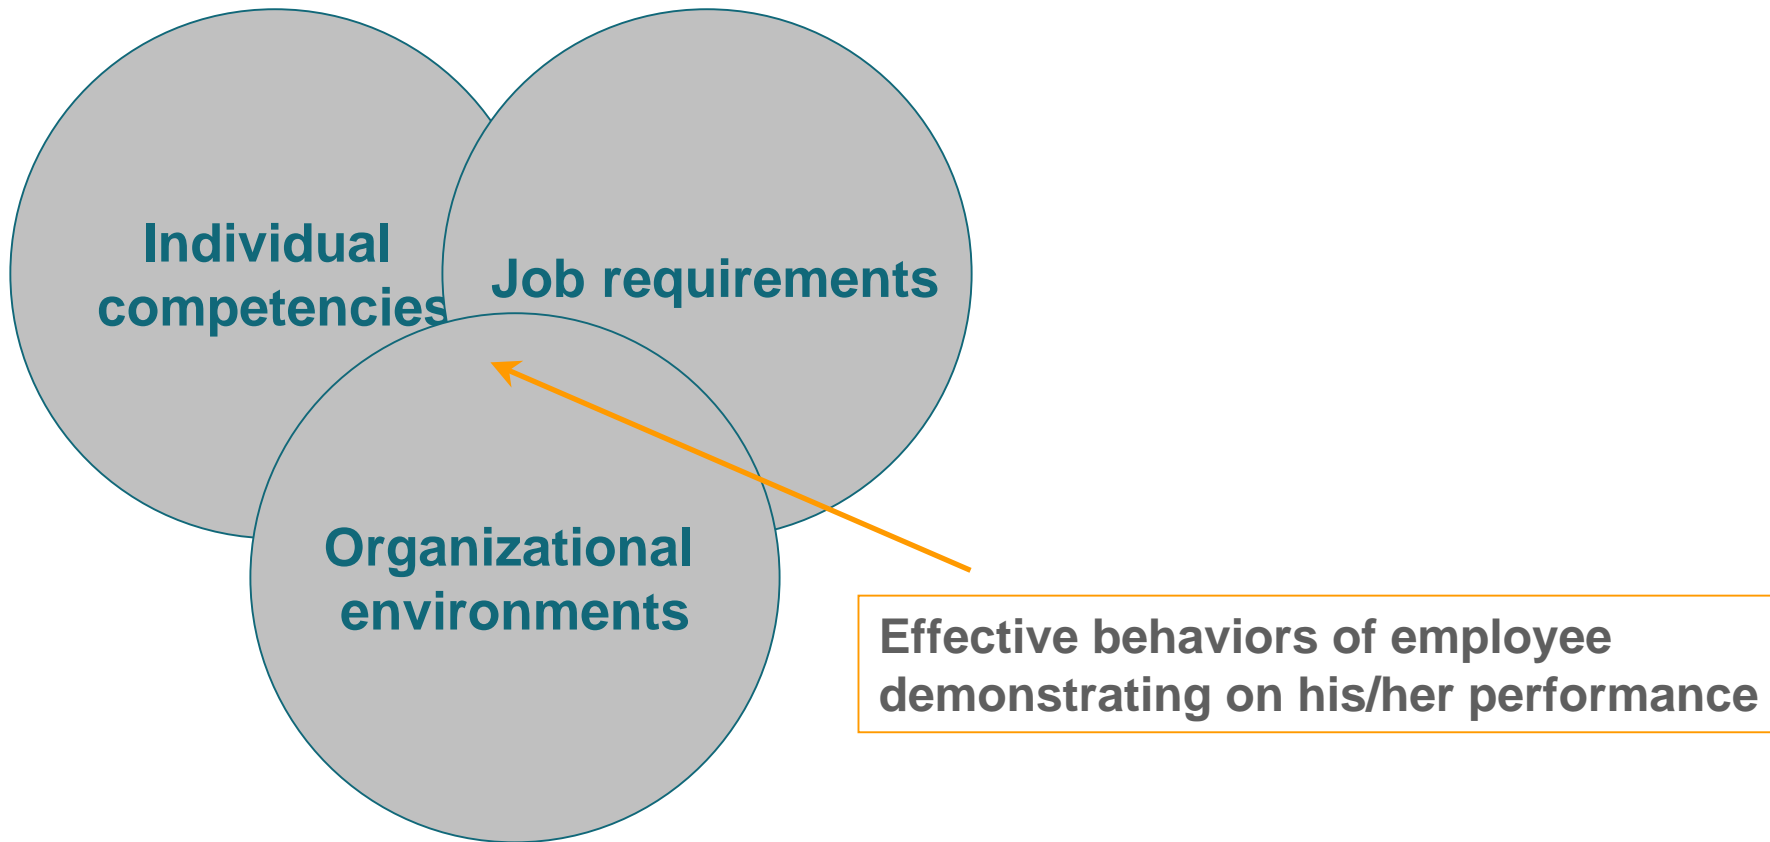 Individual
competencies
Job requirements
Organizational
environments
Effective behaviors of employee
demonstrating on his/her performance